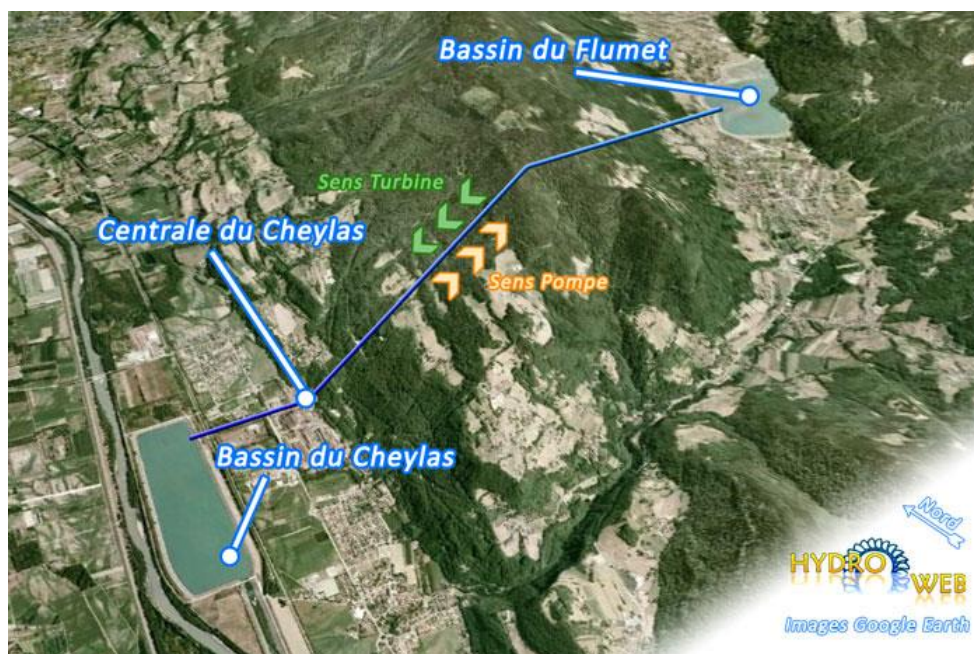 Bassin du Flumet
Sens Turbine
Centrale du Cheylas
Sens Pompe
Bassin du Cheylas
Nord
HYDRO WEB
Images Google Earth